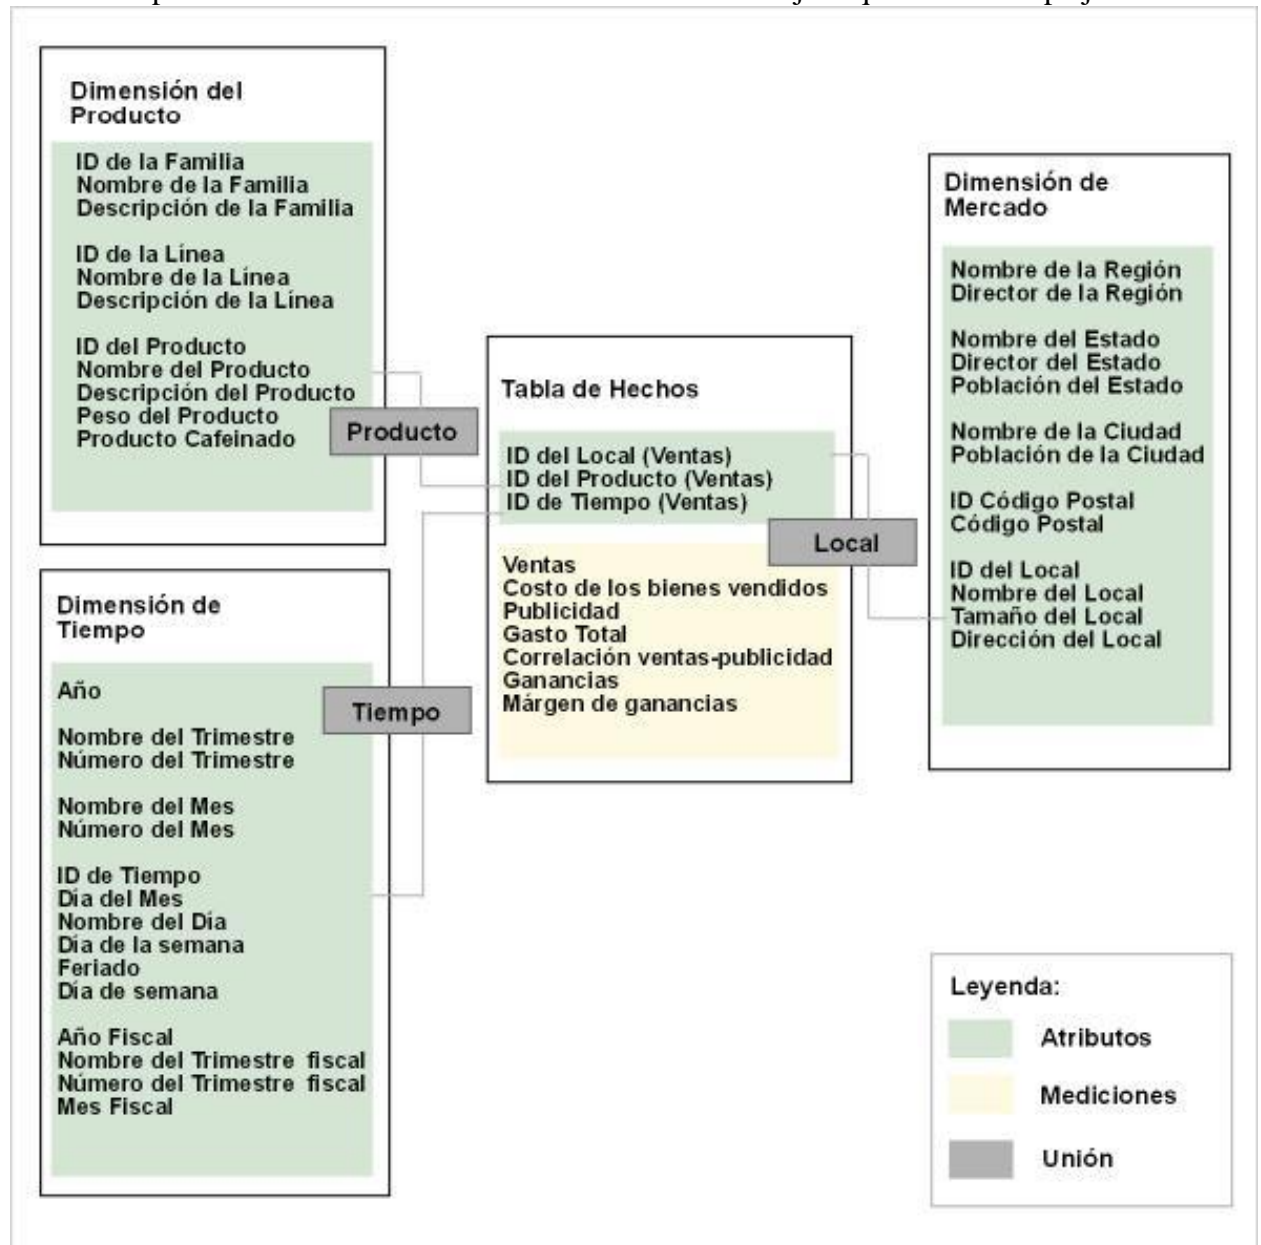 Dimensión del
Producto
ID de la Familia
Nombre de la Familia
Descripción de la Familia
ID de la Línea
Nombre de la Línea
Descripción de la Línea
ID del Producto
Nombre del Producto
Descripción del Producto
Peso del Producto
Producto Cafeinado
Producto
Dimensión de
Tiempo
Año
Nombre del Trimestre
Número del Trimestre
Nombre del Mes
Número del Mes
ID de Tiempo
Día del Mes
Nombre del Día
Día de la semana
Feriado
Día de semana
Año Fiscal
Nombre del Trimestre fiscal
Número del Trimestre fiscal
Mes Fiscal
Tiempo
Tabla de Hechos
ID del Local (Ventas)
ID del Producto (Ventas)
ID de Tiempo (Ventas)
Ventas
Costo de los bienes vendidos
Publicidad
Gasto Total
Correlación ventas-publicidad
Ganancias
Márgen de ganancias
Local
Dimensión de
Mercado
Nombre de la Región
Director de la Región
Nombre del Estado
Director del Estado
Población del Estado
Nombre de la Ciudad
Población de la Ciudad
ID Código Postal
Código Postal
ID del Local
Nombre del Local
Tamaño del Local
Dirección del Local
Leyenda:
Atributos
Mediciones
Unión